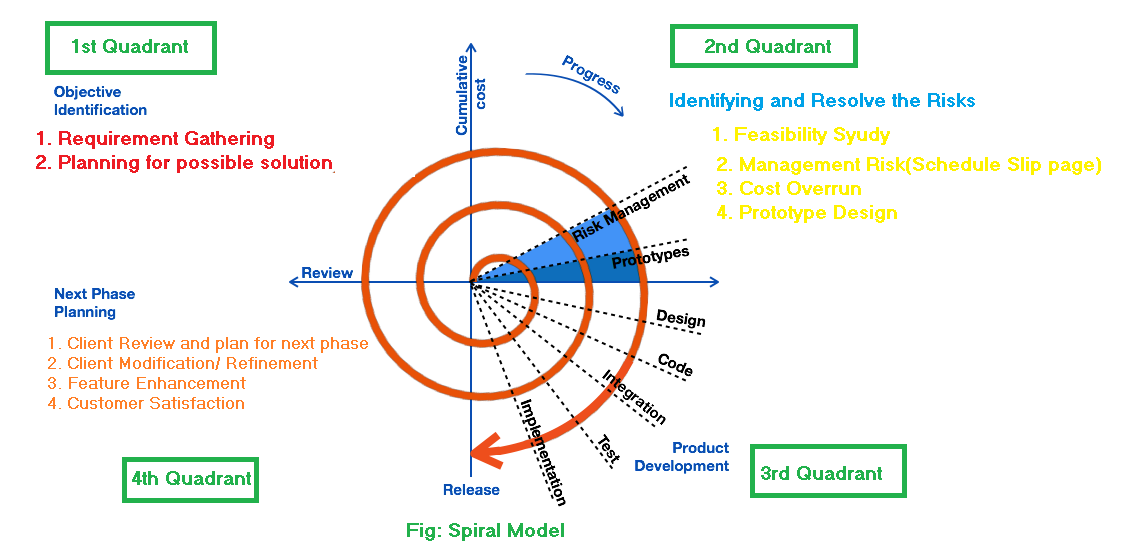 1st Quadrant
2nd Quadrant
Objective
Identification
1. Requirement Gathering
2. Planning for possible solution.
Cumulative
cost
Progress
Identifying and Resolve the Risks
1. Feasibility Syudy
2. Management Risk(Schedule Slip page)
3. Cost Overrun
4. Prototype Design
Risk Management
Prototypes
Review
Next Phase
Planning
1. Client Review and plan for next phase
2. Client Modification/ Refinement
3. Feature Enhancement
4. Customer Satisfaction
Design
Code
Integration
Test
Implementation
Product
Development
4th Quadrant
3rd Quadrant
Release
Fig: Spiral Model